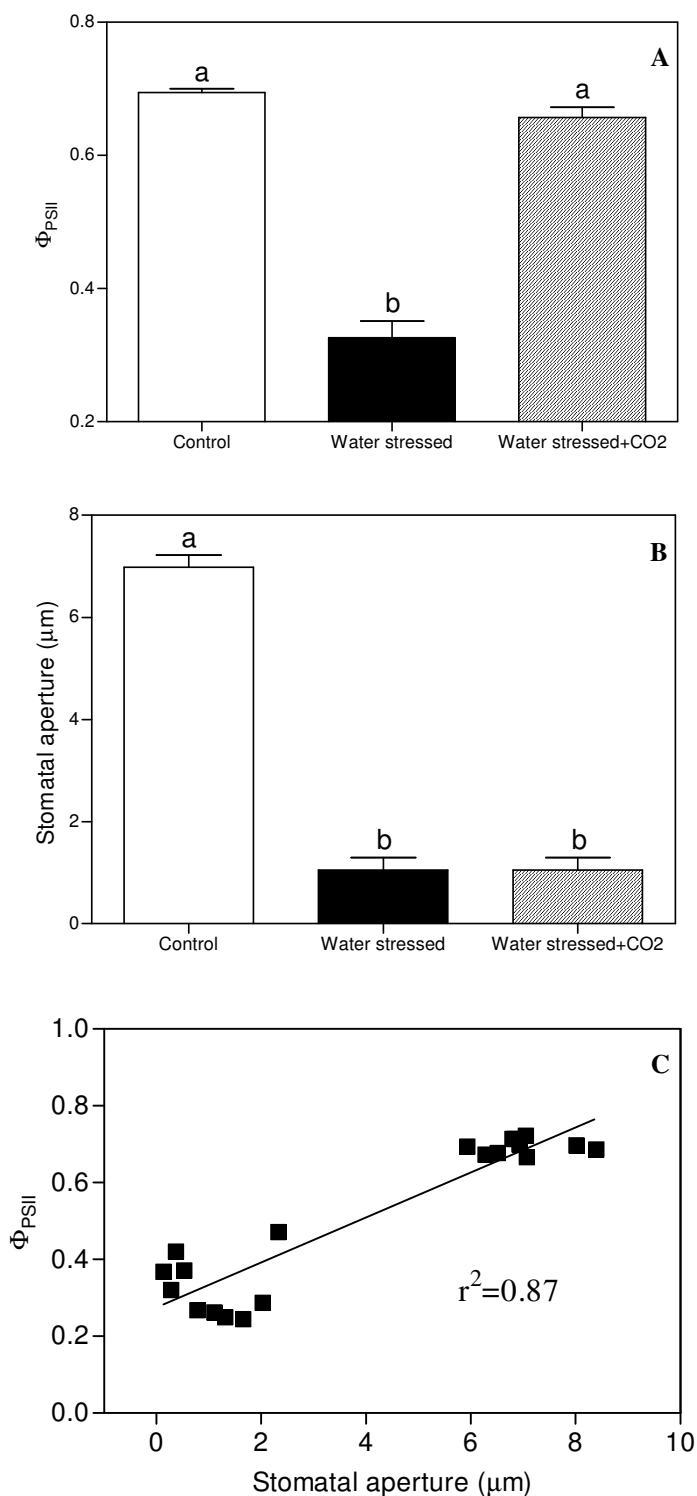 0.8
A
a
a
0.6
ΦPSII
0.4
b
0.2
Control Water stressed Water stressed+CO2
8
a
B
6
Stomatal aperture (μm)
4
2
b
b
0
Control Water stressed Water stressed+CO2
1.0
C
0.8
0.6
ΦPSII
0.4
r²=0.87
0.2
0.0
0 2 4 6 8 10
Stomatal aperture (μm)